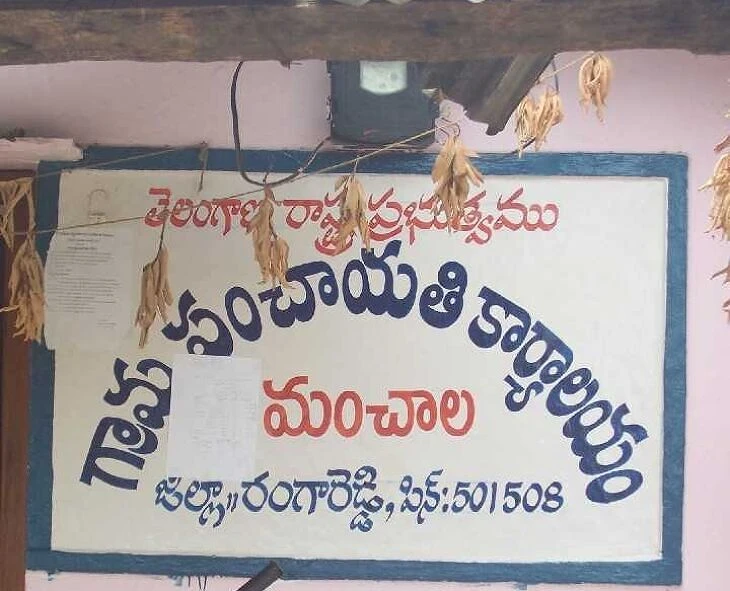 తెలంగాణ రాష్ట్ర ప్రభుత్వము
గ్రామ పంచాయతి కార్యాలయం
మంచాల
జిల్లా॥ రంగారెడ్డి, పిన్:501508